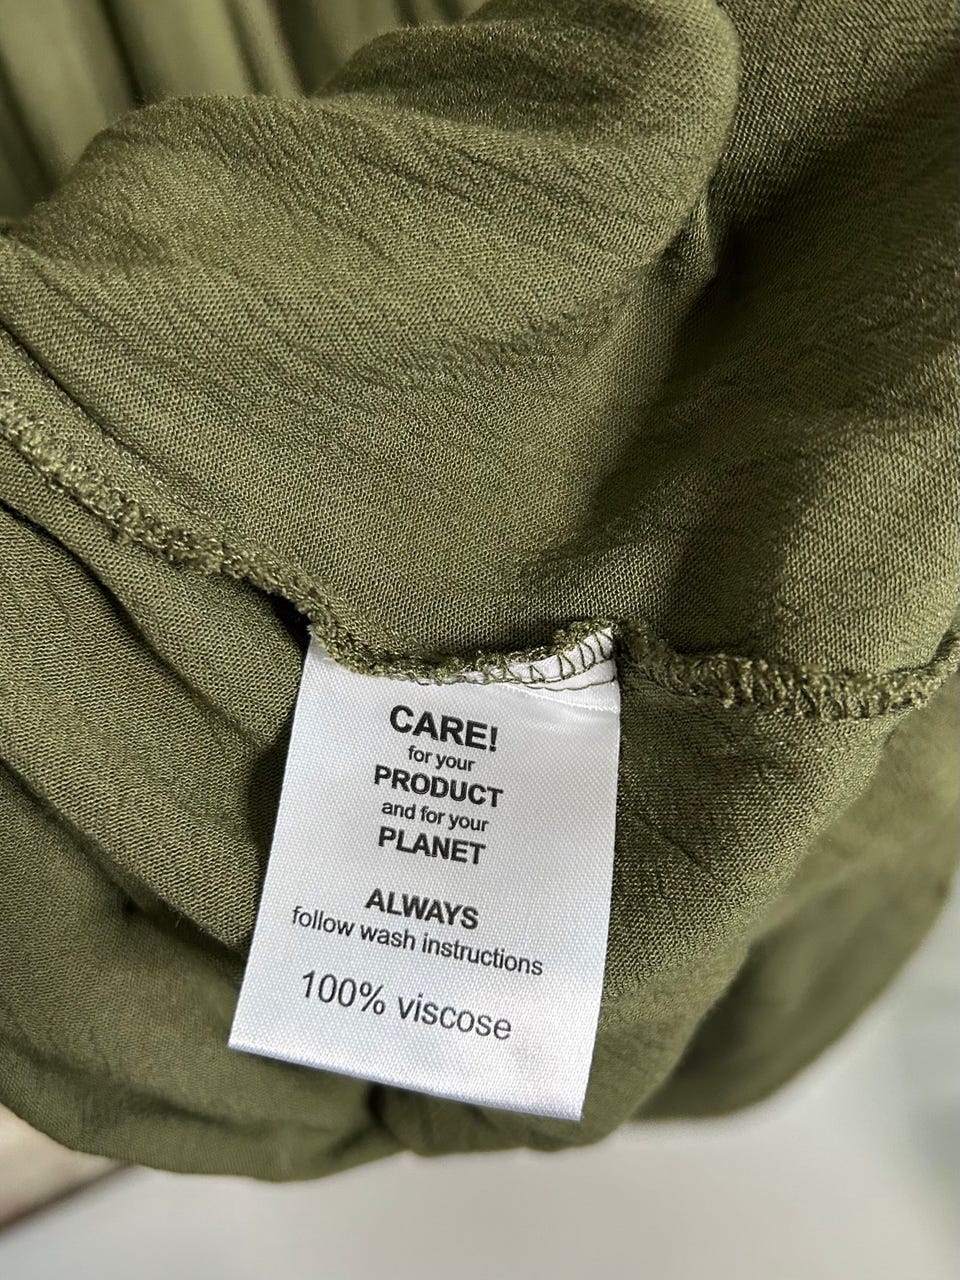 CARE!
for your
PRODUCT
and for your
PLANET
ALWAYS
follow wash instructions
100% viscose